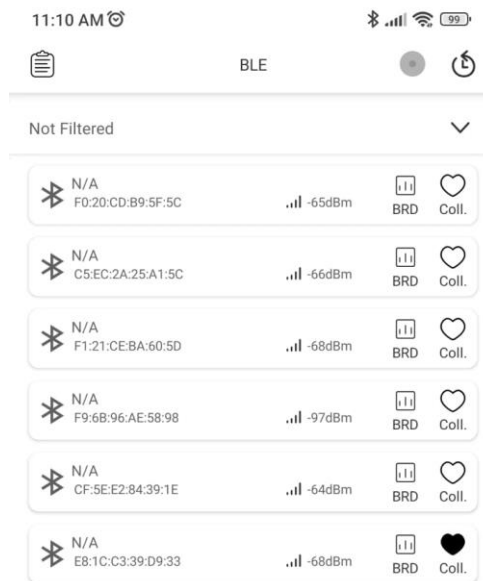 11:10 AM
99
BLE
Not Filtered
N/A
F0:20:CD:B9:5F:5C
-65dBm
BRD
Coll.
N/A
C5:EC:2A:25:A1:5C
-66dBm
BRD
Coll.
N/A
F1:21:CE:BA:60:5D
-68dBm
BRD
Coll.
N/A
F9:6B:96:AE:58:98
-97dBm
BRD
Coll.
N/A
CF:5E:E2:84:39:1E
-64dBm
BRD
Coll.
N/A
E8:1C:C3:39:D9:33
-68dBm
BRD
Coll.